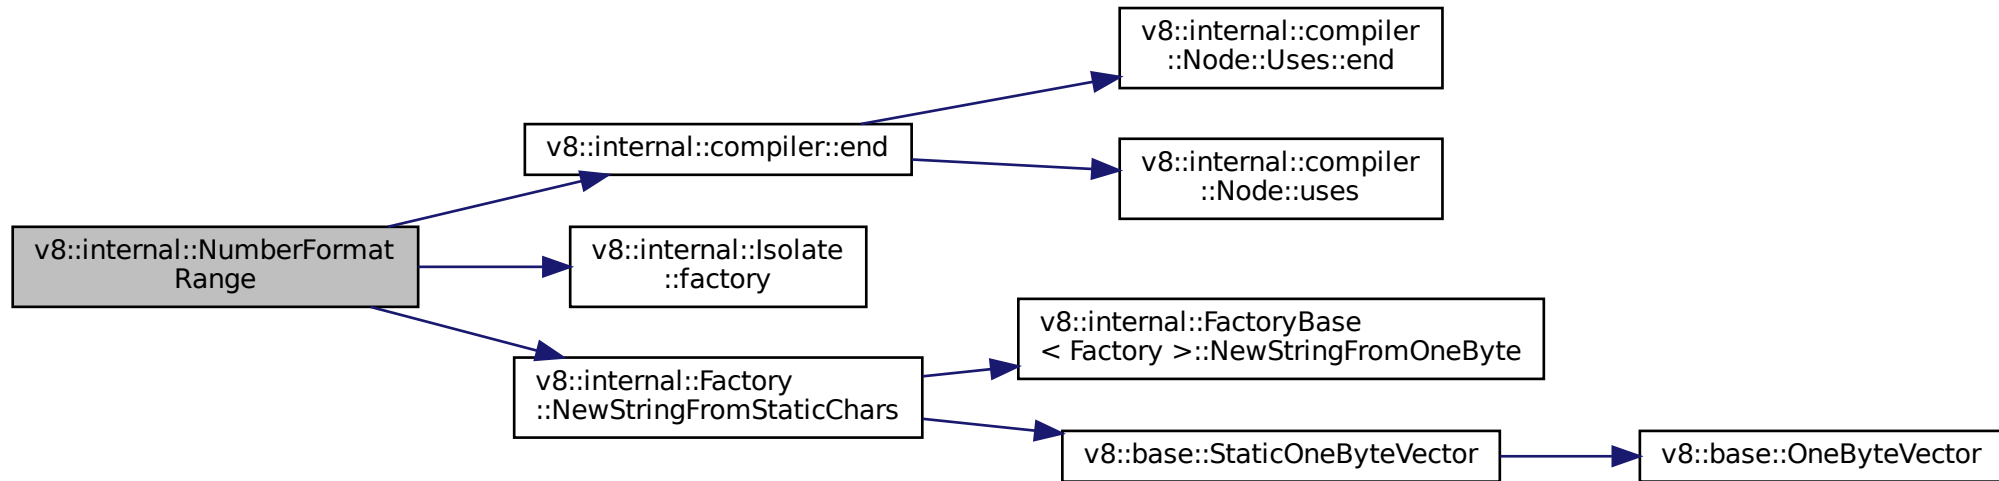 v8::internal::NumberFormat
Range
v8::internal::compiler::end
v8::internal::compiler
::Node::Uses::end
v8::internal::compiler
::Node::uses
v8::internal::Isolate
::factory
v8::internal::Factory
::NewStringFromStaticChars
v8::internal::FactoryBase
< Factory >::NewStringFromOneByte
v8::base::StaticOneByteVector
v8::base::OneByteVector